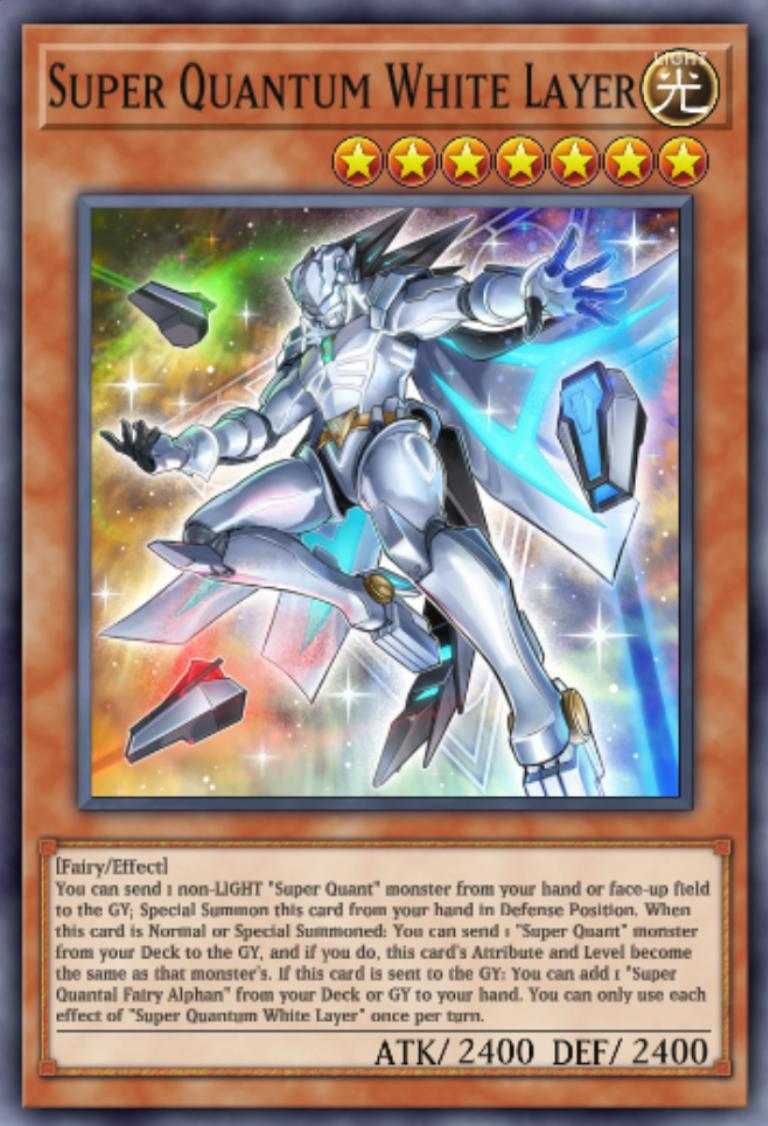 SUPER QUANTUM WHITE LAYER
LIGHT
光
[Fairy/Effect]
You can send 1 non-LIGHT "Super Quant" monster from your hand or face-up field
to the GY; Special Summon this card from your hand in Defense Position. When
this card is Normal or Special Summoned: You can send 1 "Super Quant" monster
from your Deck to the GY, and if you do, this card's Attribute and Level become
the same as that monster's. If this card is sent to the GY: You can add 1 "Super
Quantal Fairy Alphan" from your Deck or GY to your hand. You can only use each
effect of "Super Quantum White Layer" once per turn.
ATK/ 2400 DEF/ 2400